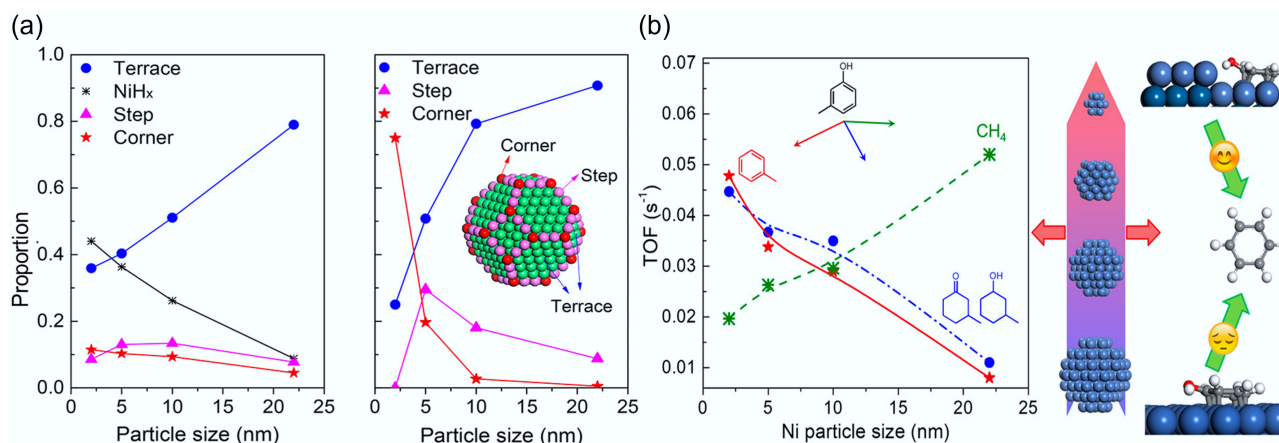 (a)
1.0
0.8
0.6
0.4
0.2
0.0
Proportion
Terrace
NiHx
Step
Corner
0 5 10 15 20 25
Particle size (nm)
Terrace
Step
Corner
Corner
Step
Terrace
0 5 10 15 20 25
Particle size (nm)
(b)
0.07
0.06
0.05
0.04
0.03
0.02
0.01
TOF (s⁻¹)
OH
CH₄
O
OH
0 5 10 15 20 25
Ni particle size (nm)